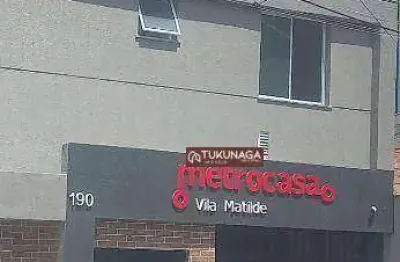 TUKUNAGA
metrocasa
190
Vila Matilde